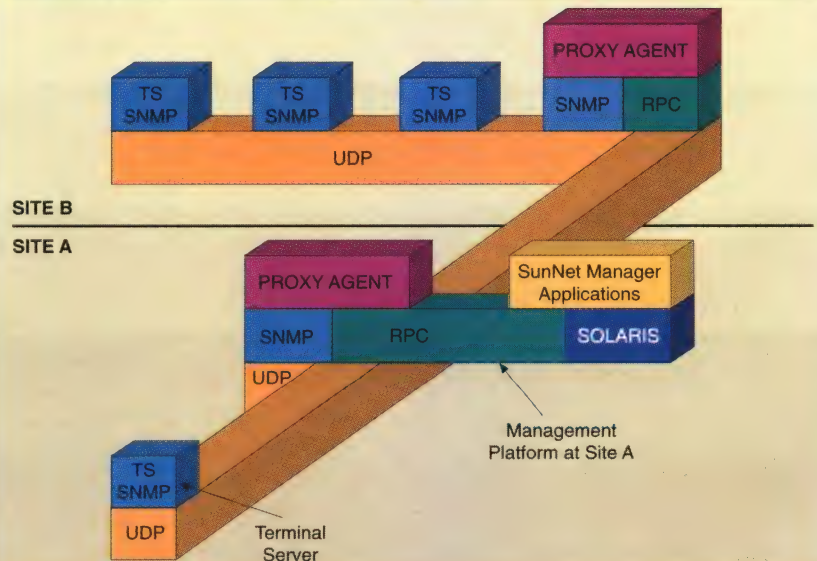 PROXY AGENT
TS
SNMP
TS
SNMP
TS
SNMP
SNMP
RPC
UDP
SITE B
SITE A
PROXY AGENT
SunNet Manager
Applications
SNMP
RPC
SOLARIS
UDP
Management
Platform at Site A
TS
SNMP
UDP
Terminal
Server